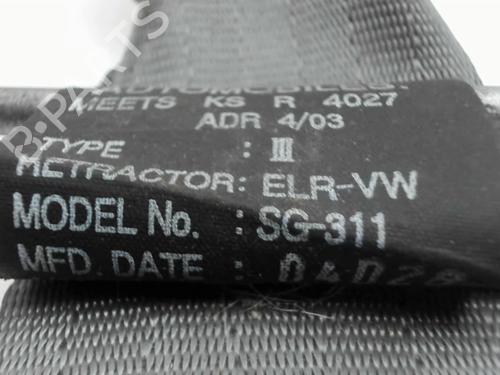 MEETS KS R 4027
ADR 4/03
TYPE : III
RETRACTOR: ELR-VW
MODEL No. : SG-311
MFD. DATE :
B-PARTS